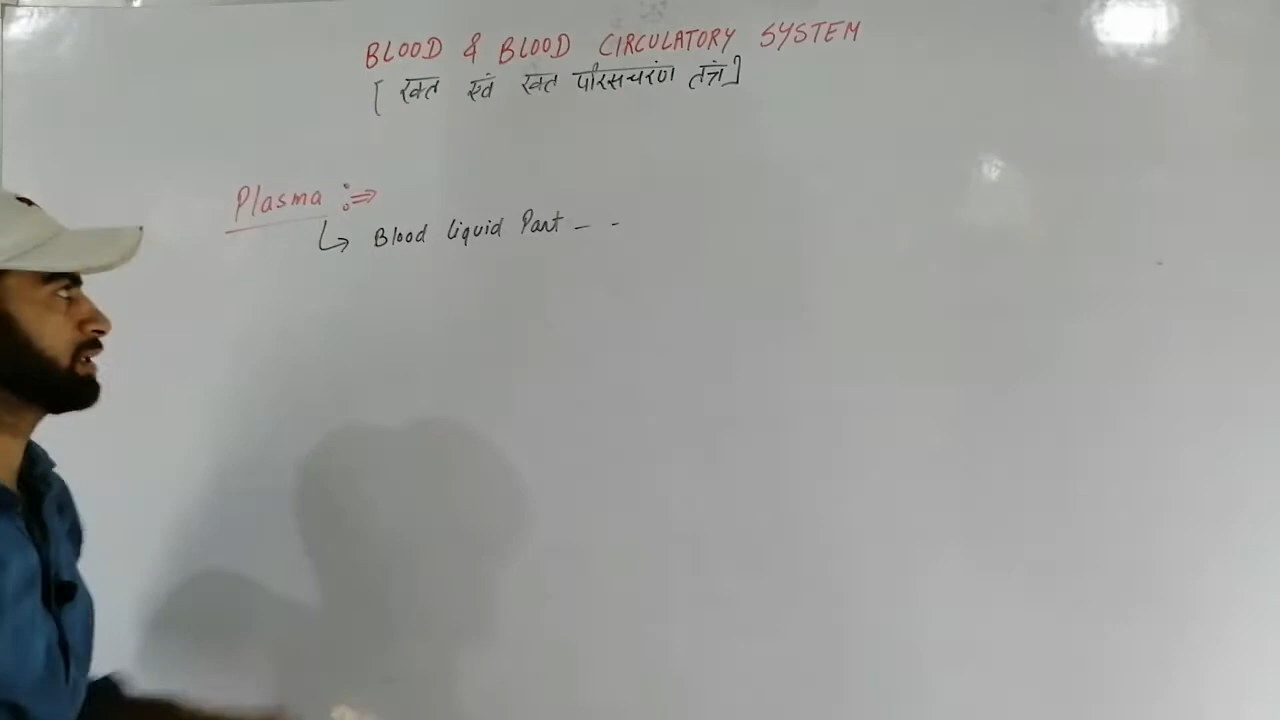 BLOOD & BLOOD CIRCULATORY SYSTEM
[ रक्त एवं रक्त परिसंचरण तंत्र ]
Plasma :⇒
↳ Blood liquid Part - -